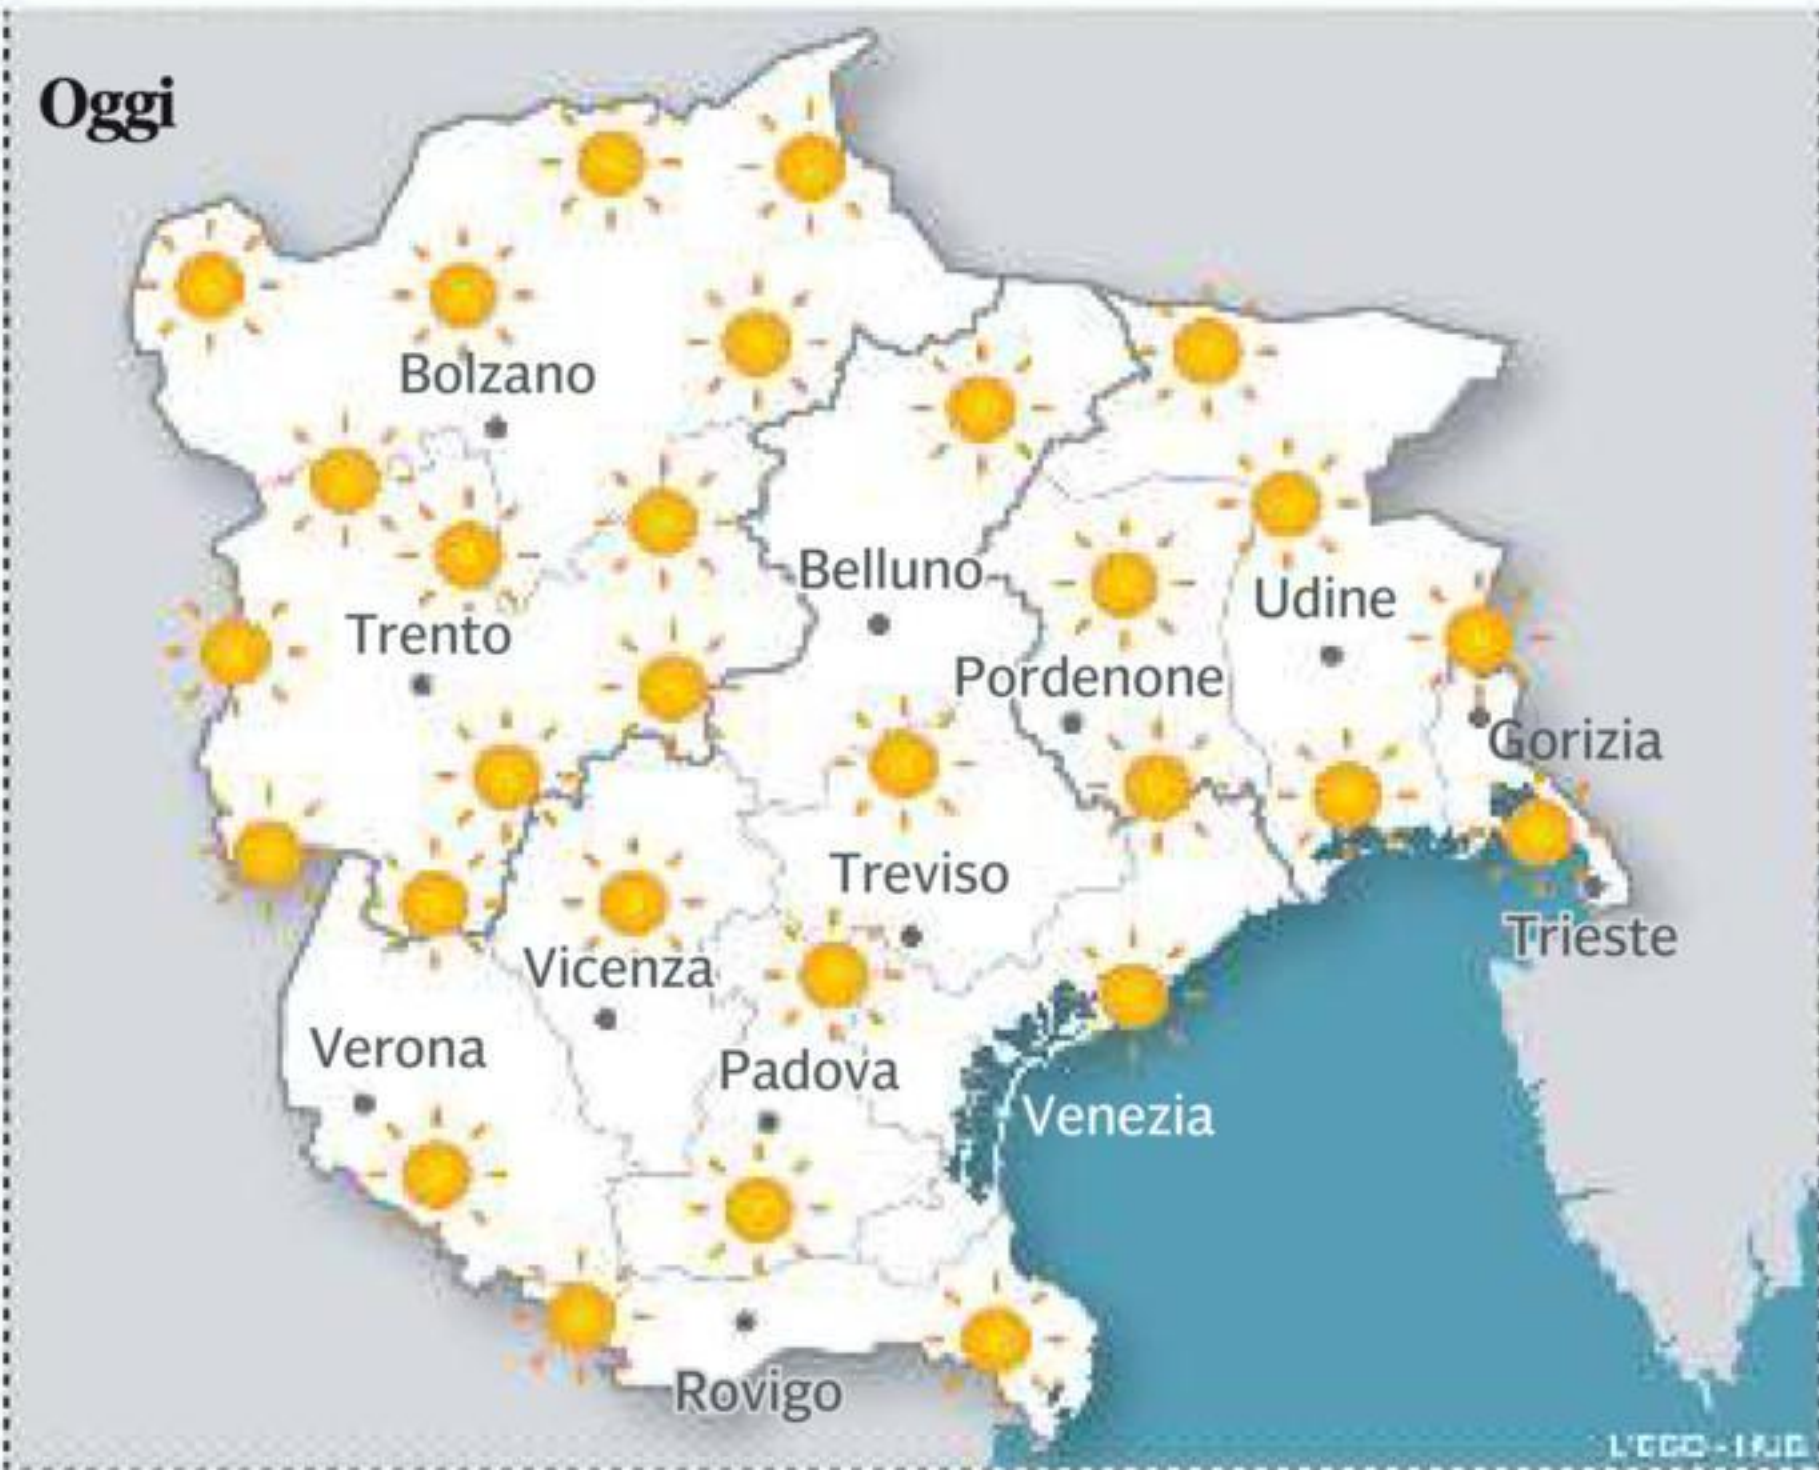 Oggi
Bolzano
Belluno
Udine
Trento
Pordenone
Gorizia
Treviso
Trieste
Vicenza
Verona
Padova
Venezia
Rovigo